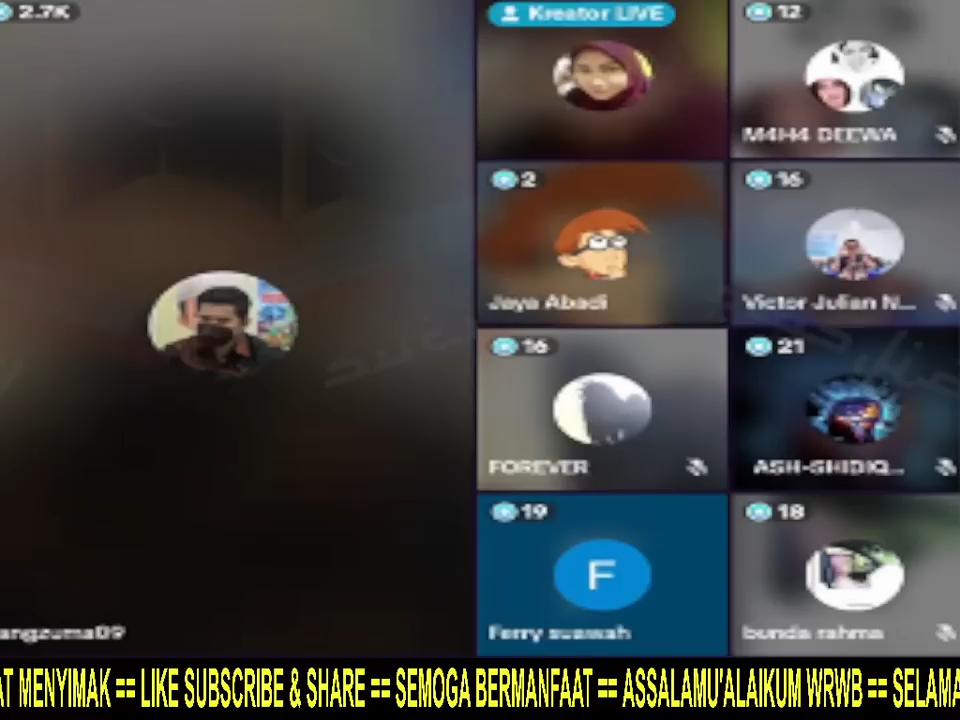 2.7K
Kreator LIVE
12
M4H4 DEEWA
2
Jaya Abadi
16
Victor Julian N...
16
FOREVER
21
ASH-SHIDIQ...
19
F
Ferry suawah
18
bunda rahma
angzuma09
AT MENYIMAK == LIKE SUBSCRIBE & SHARE == SEMOGA BERMANFAAT == ASSALAMU'ALAIKUM WRWB == SELAMA